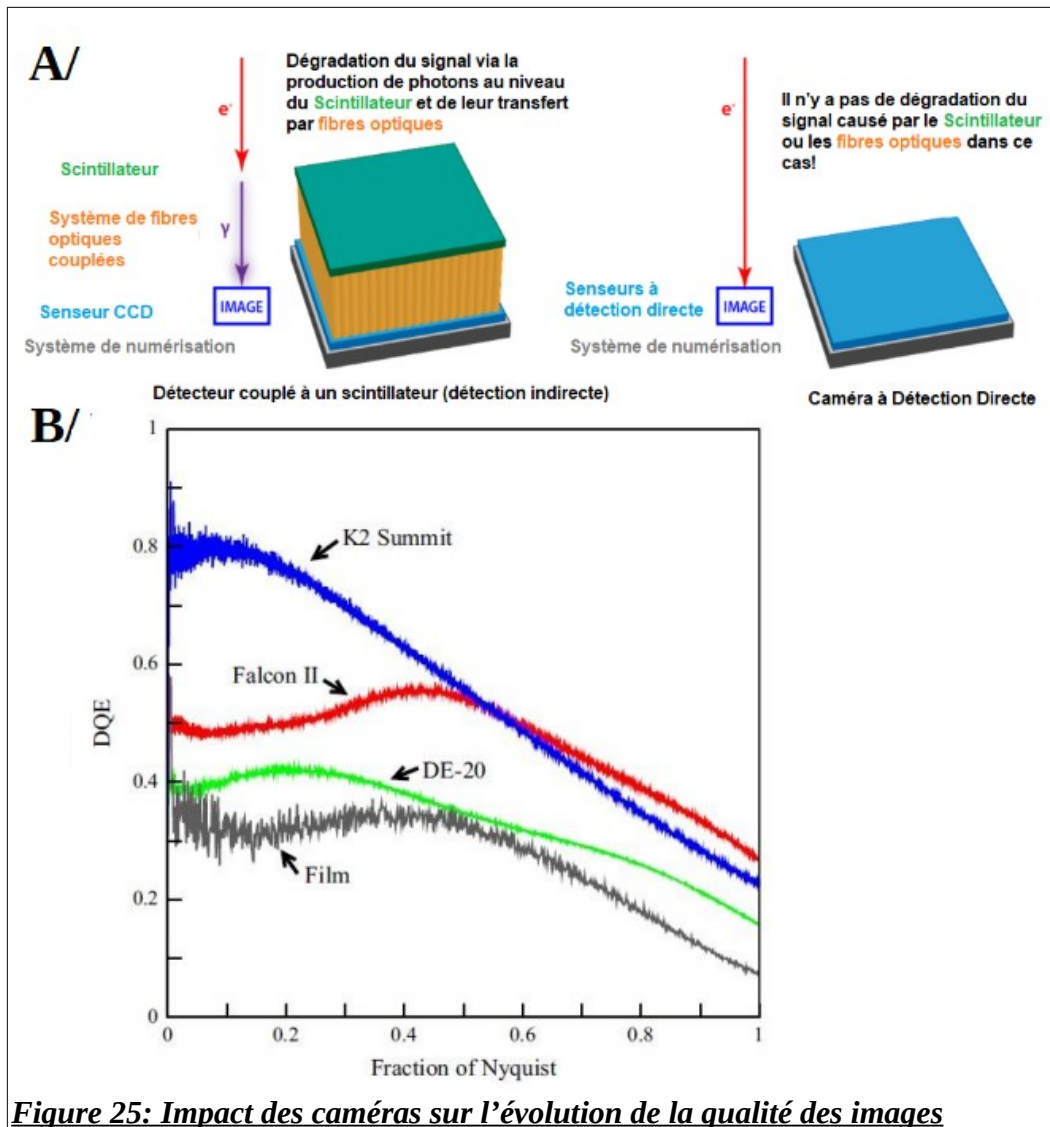 A/
e-
Dégradation du signal via la
production de photons au niveau
du Scintillateur et de leur transfert
par fibres optiques
Scintillateur
Système de fibres
optiques
couplées
γ
Senseur CCD
IMAGE
Système de numérisation
Détecteur couplé à un scintillateur (détection indirecte)
e-
Il n'y a pas de dégradation du
signal causé par le Scintillateur
ou les fibres optiques dans ce
cas!
Senseurs à
détection directe
IMAGE
Système de numérisation
Caméra à Détection Directe
B/
1
0.8
0.6
0.4
0.2
0
DQE
K2 Summit
Falcon II
DE-20
Film
0 0.2 0.4 0.6 0.8 1
Fraction of Nyquist
Figure 25: Impact des caméras sur l'évolution de la qualité des images